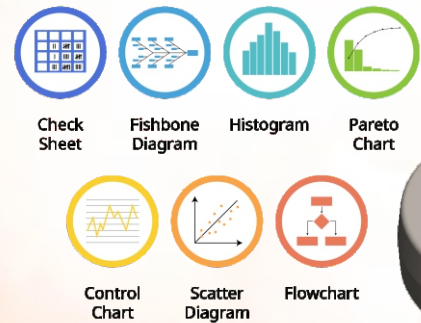 Check
Sheet
Fishbone
Diagram
Histogram
Pareto
Chart
Control
Chart
Scatter
Diagram
Flowchart